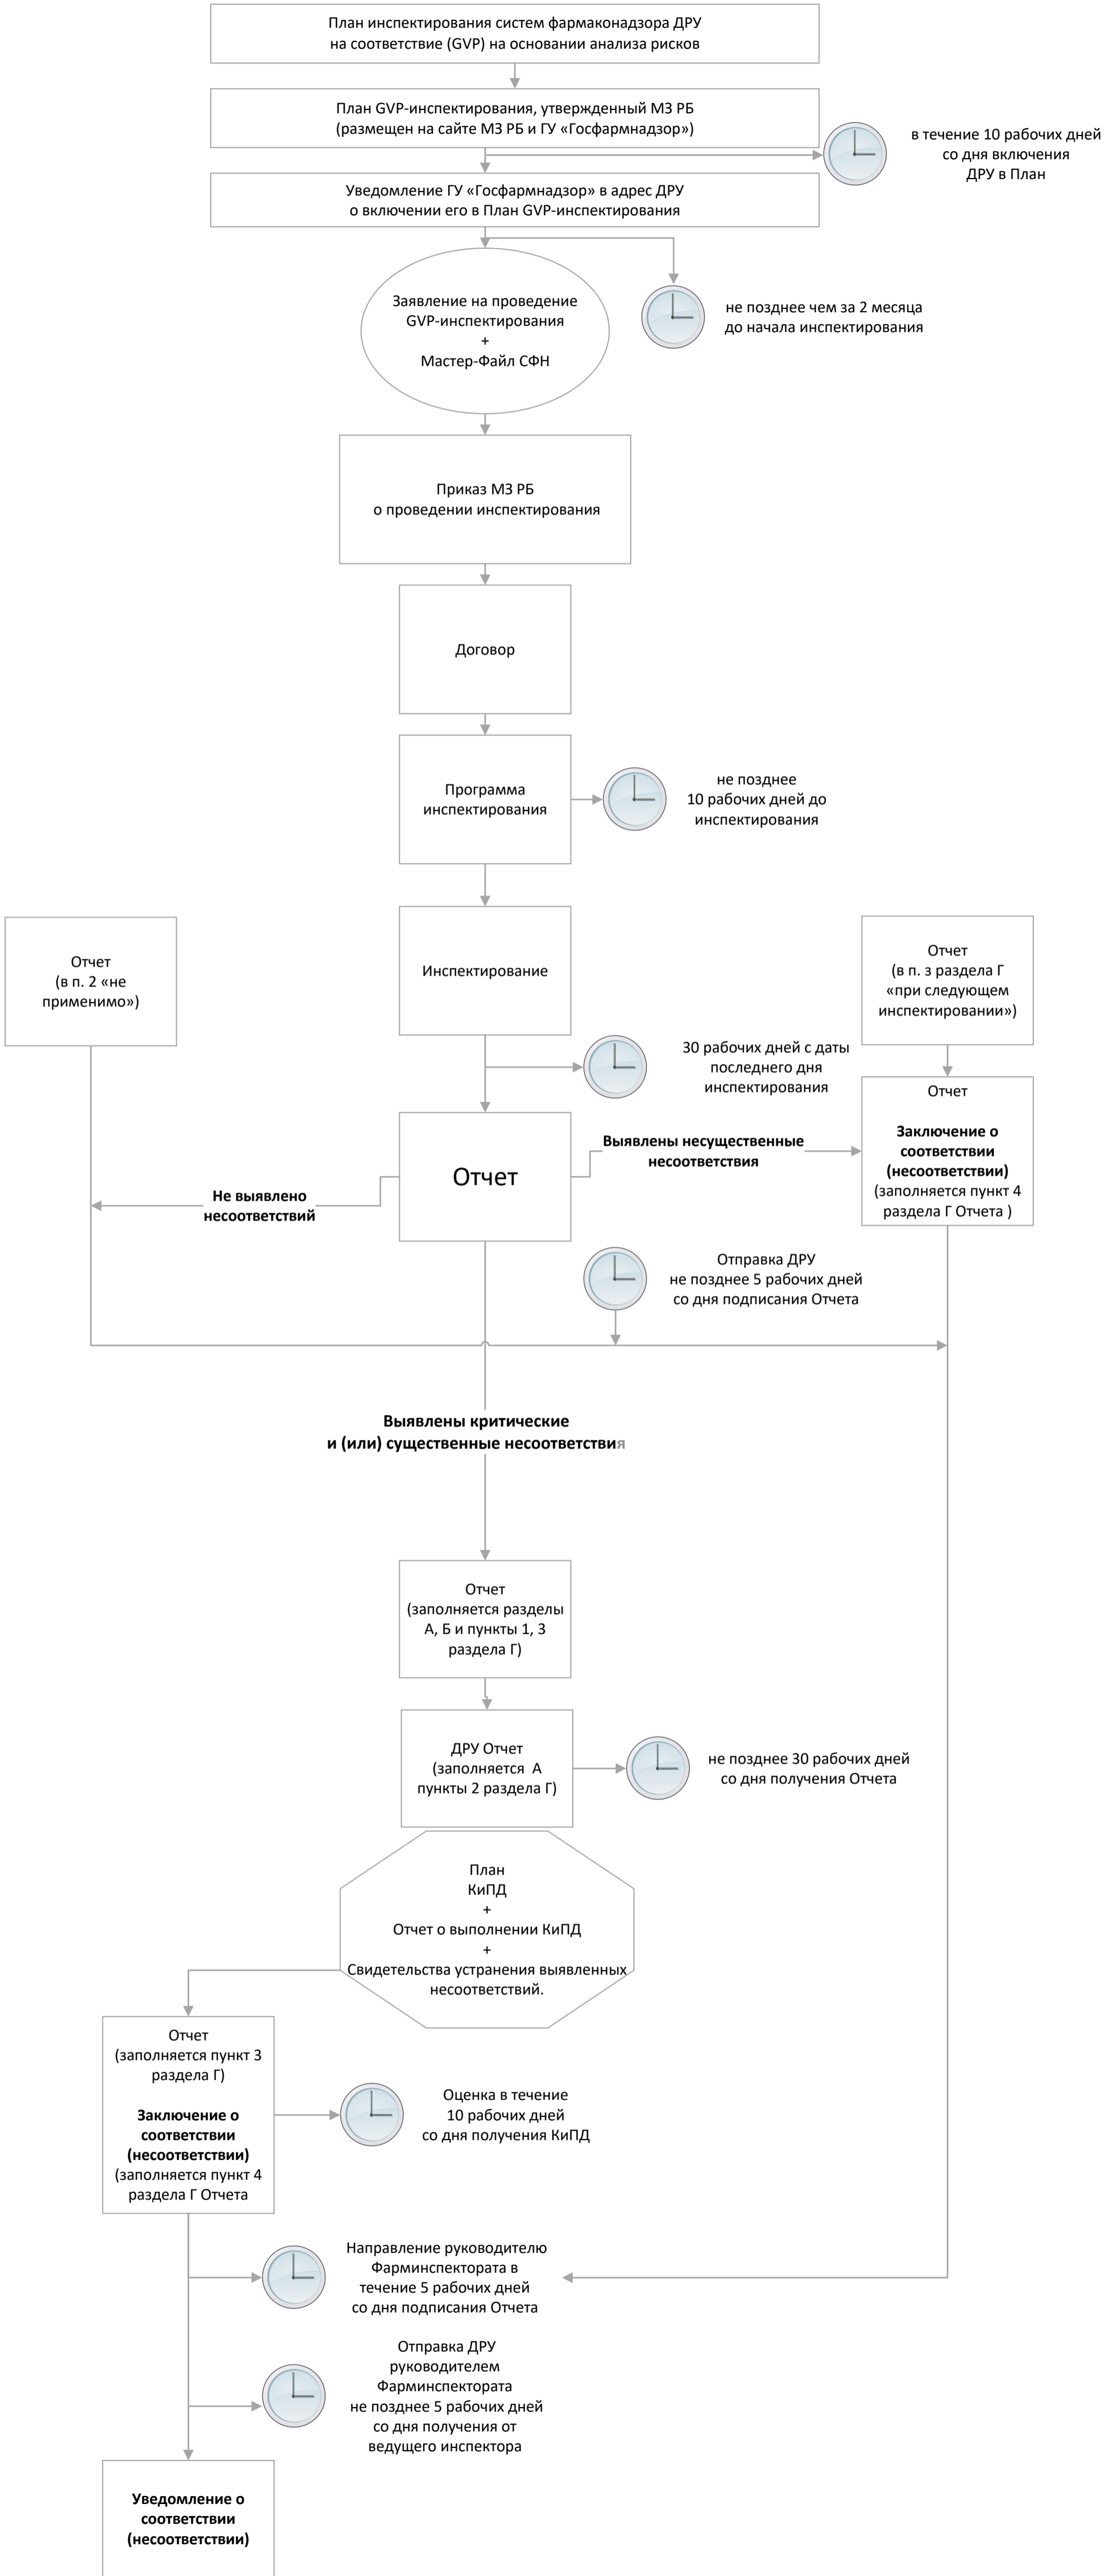 План инспектирования систем фармаконадзора ДРУ
на соответствие (GVP) на основании анализа рисков
План GVP-инспектирования, утвержденный МЗ РБ
(размещен на сайте МЗ РБ и ГУ «Госфармнадзор»)
в течение 10 рабочих дней
со дня включения
ДРУ в План
Уведомление ГУ «Госфармнадзор» в адрес ДРУ
о включении его в План GVP-инспектирования
Заявление на проведение
GVP-инспектирования
+
Мастер-Файл СФН
не позднее чем за 2 месяца
до начала инспектирования
Приказ МЗ РБ
о проведении инспектирования
Договор
Программа
инспектирования
не позднее
10 рабочих дней до
инспектирования
Отчет
(в п. 2 «не
применимо»)
Инспектирование
Отчет
(в п. з раздела Г
«при следующем
инспектировании»)
30 рабочих дней с даты
последнего дня
инспектирования
Отчет
Выявлены несущественные
несоответствия
Отчет
Заключение о
соответствии
(несоответствии)
(заполняется пункт 4
раздела Г Отчета )
Не выявлено
несоответствий
Отправка ДРУ
не позднее 5 рабочих дней
со дня подписания Отчета
Выявлены критические
и (или) существенные несоответствия
Отчет
(заполняется разделы
А, Б и пункты 1, 3
раздела Г)
ДРУ Отчет
(заполняется А
пункты 2 раздела Г)
не позднее 30 рабочих дней
со дня получения Отчета
План
КиПД
+
Отчет о выполнении КиПД
+
Свидетельства устранения выявленных
несоответствий.
Отчет
(заполняется пункт 3
раздела Г)
Заключение о
соответствии
(несоответствии)
(заполняется пункт 4
раздела Г Отчета
Оценка в течение
10 рабочих дней
со дня получения КиПД
Направление руководителю
Фарминспектората в
течение 5 рабочих дней
со дня подписания Отчета
Отправка ДРУ
руководителем
Фарминспектората
не позднее 5 рабочих дней
со дня получения от
ведущего инспектора
Уведомление о
соответствии
(несоответствии)